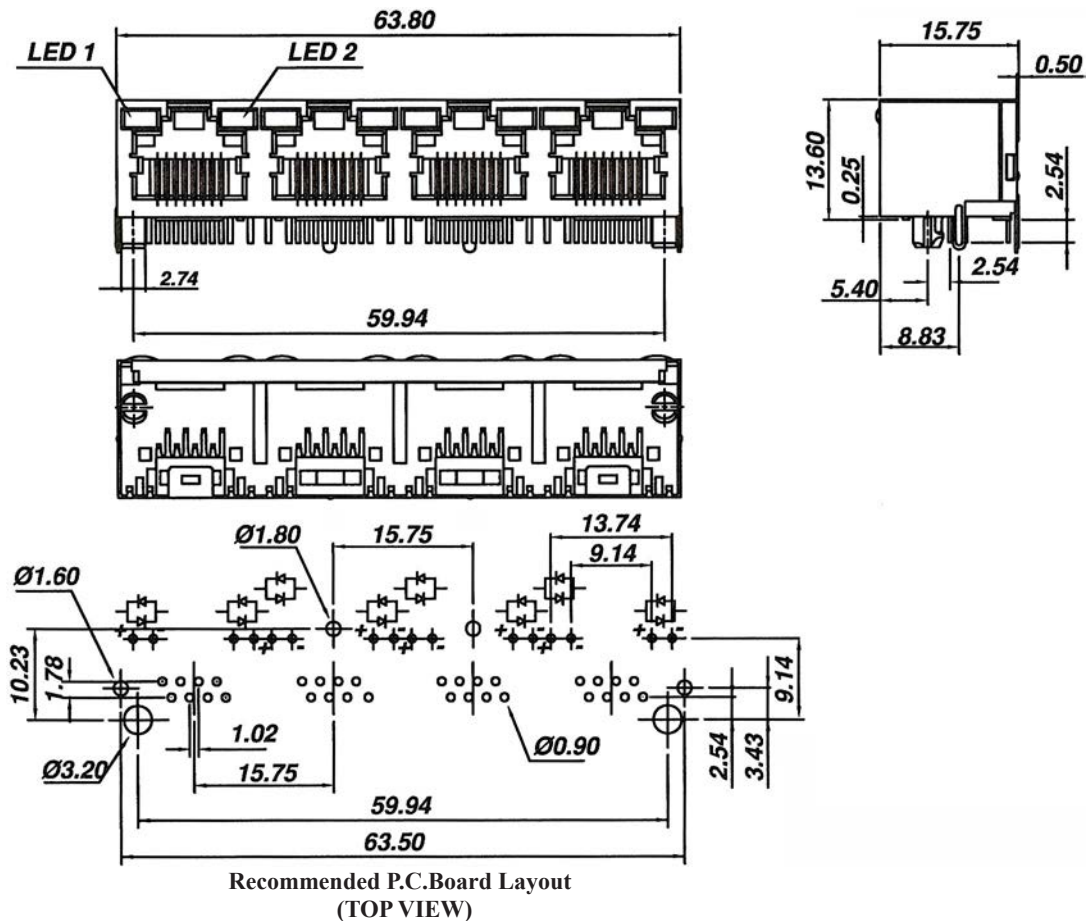 63.80
15.75
LED 1
LED 2
0.50
13.60
0.25
2.54
2.74
2.54
5.40
59.94
8.83
13.74
Ø1.80
15.75
9.14
Ø1.60
+ - + - + - + - + - + -
10.23
1.78
9.14
1.02
Ø0.90
2.54
3.43
Ø3.20
15.75
59.94
63.50
Recommended P.C.Board Layout
(TOP VIEW)